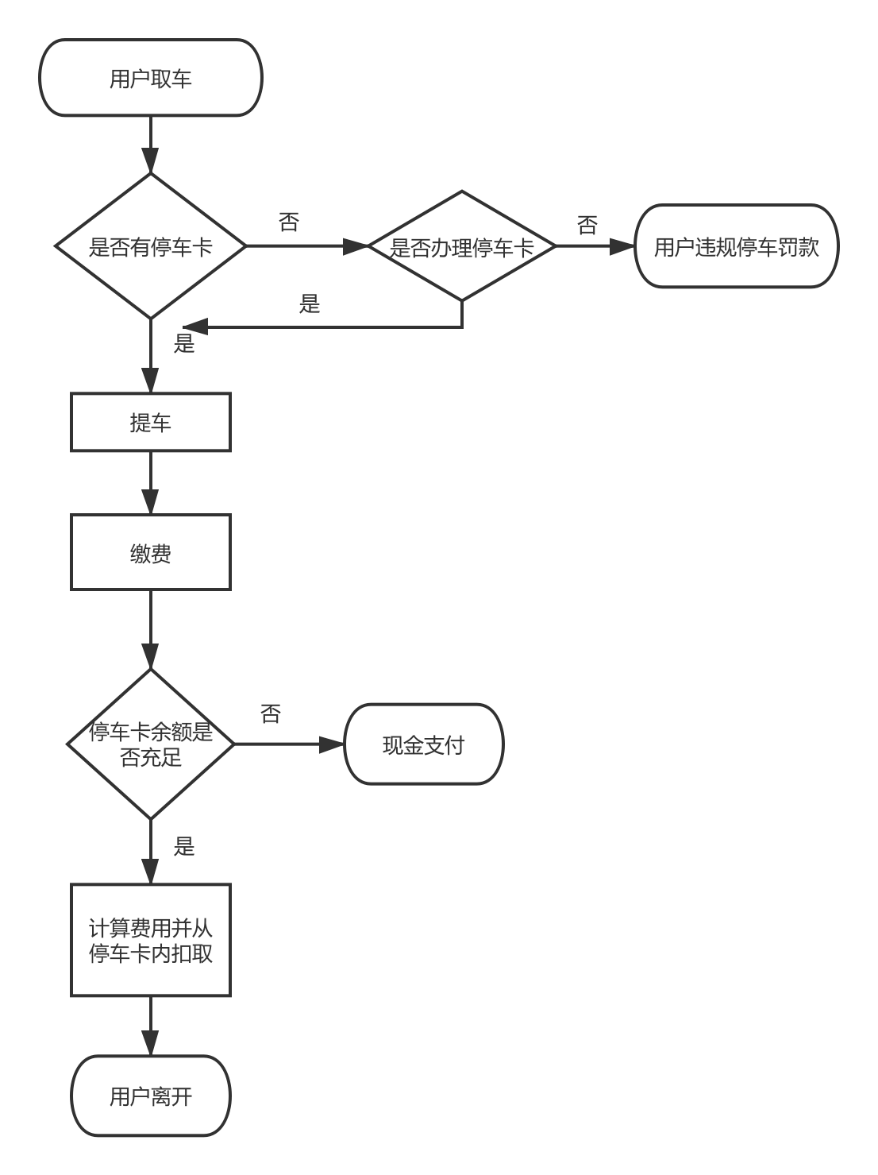 用户取车
是否有停车卡
否
是否办理停车卡
否
用户违规停车罚款
是
是
提车
缴费
停车卡余额是
否充足
否
现金支付
是
计算费用并从
停车卡内扣取
用户离开